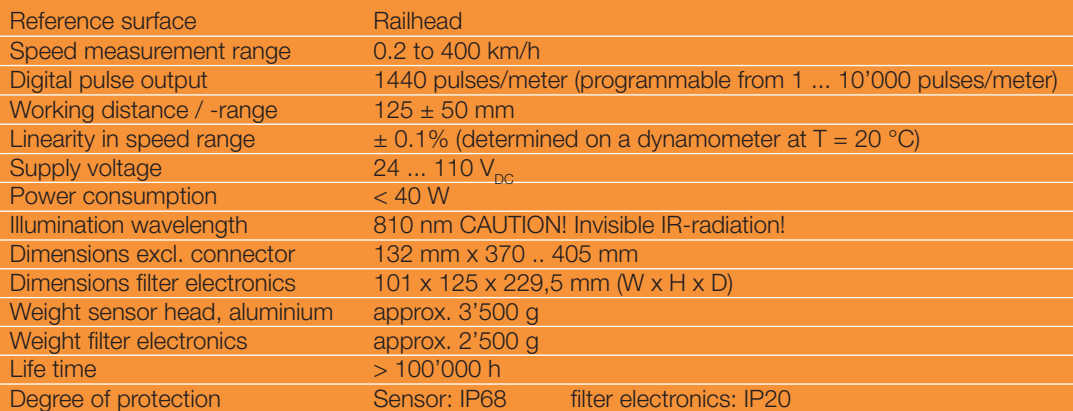 Reference surface Railhead
Speed measurement range 0.2 to 400 km/h
Digital pulse output 1440 pulses/meter (programmable from 1 ... 10’000 pulses/meter)
Working distance / -range 125 ± 50 mm
Linearity in speed range ± 0.1% (determined on a dynamometer at T = 20 °C)
Supply voltage 24 ... 110 VDC
Power consumption < 40 W
Illumination wavelength 810 nm CAUTION! Invisible IR-radiation!
Dimensions excl. connector 132 mm x 370 .. 405 mm
Dimensions filter electronics 101 x 125 x 229,5 mm (W x H x D)
Weight sensor head, aluminium approx. 3’500 g
Weight filter electronics approx. 2’500 g
Life time > 100’000 h
Degree of protection Sensor: IP68 filter electronics: IP20